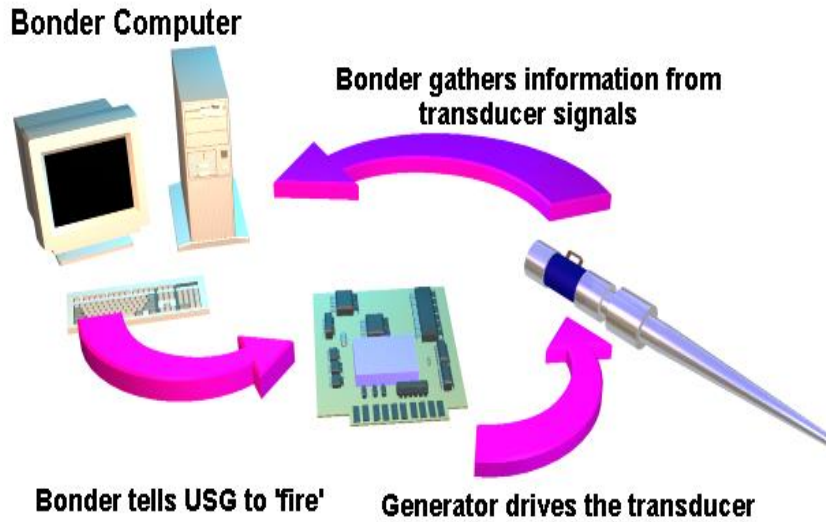 Bonder Computer
Bonder gathers information from
transducer signals
Bonder tells USG to 'fire'
Generator drives the transducer